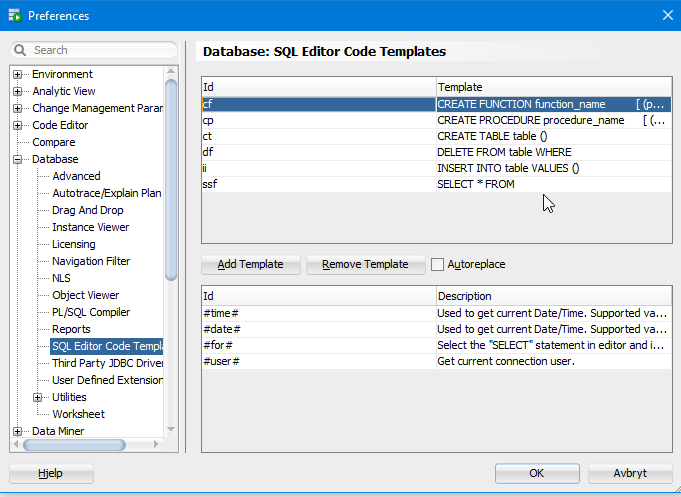 Preferences
Search
Environment
Analytic View
Change Management Param
Code Editor
Compare
Database
Advanced
Autotrace/Explain Plan
Drag And Drop
Instance Viewer
Licensing
Navigation Filter
NLS
Object Viewer
PL/SQL Compiler
Reports
SQL Editor Code Templa
Third Party JDBC Driver
User Defined Extension
Utilities
Worksheet
Data Miner
Database: SQL Editor Code Templates
Id Template
cf CREATE FUNCTION function_name [ (p...
cp CREATE PROCEDURE procedure_name [ (...
ct CREATE TABLE table ()
df DELETE FROM table WHERE
ii INSERT INTO table VALUES ()
ssf SELECT * FROM
Add Template Remove Template Autoreplace
Id Description
#time# Used to get current Date/Time. Supported va...
#date# Used to get current Date/Time. Supported va...
#for# Select the "SELECT" statement in editor and i...
#user# Get current connection user.
Hjelp OK Avbryt